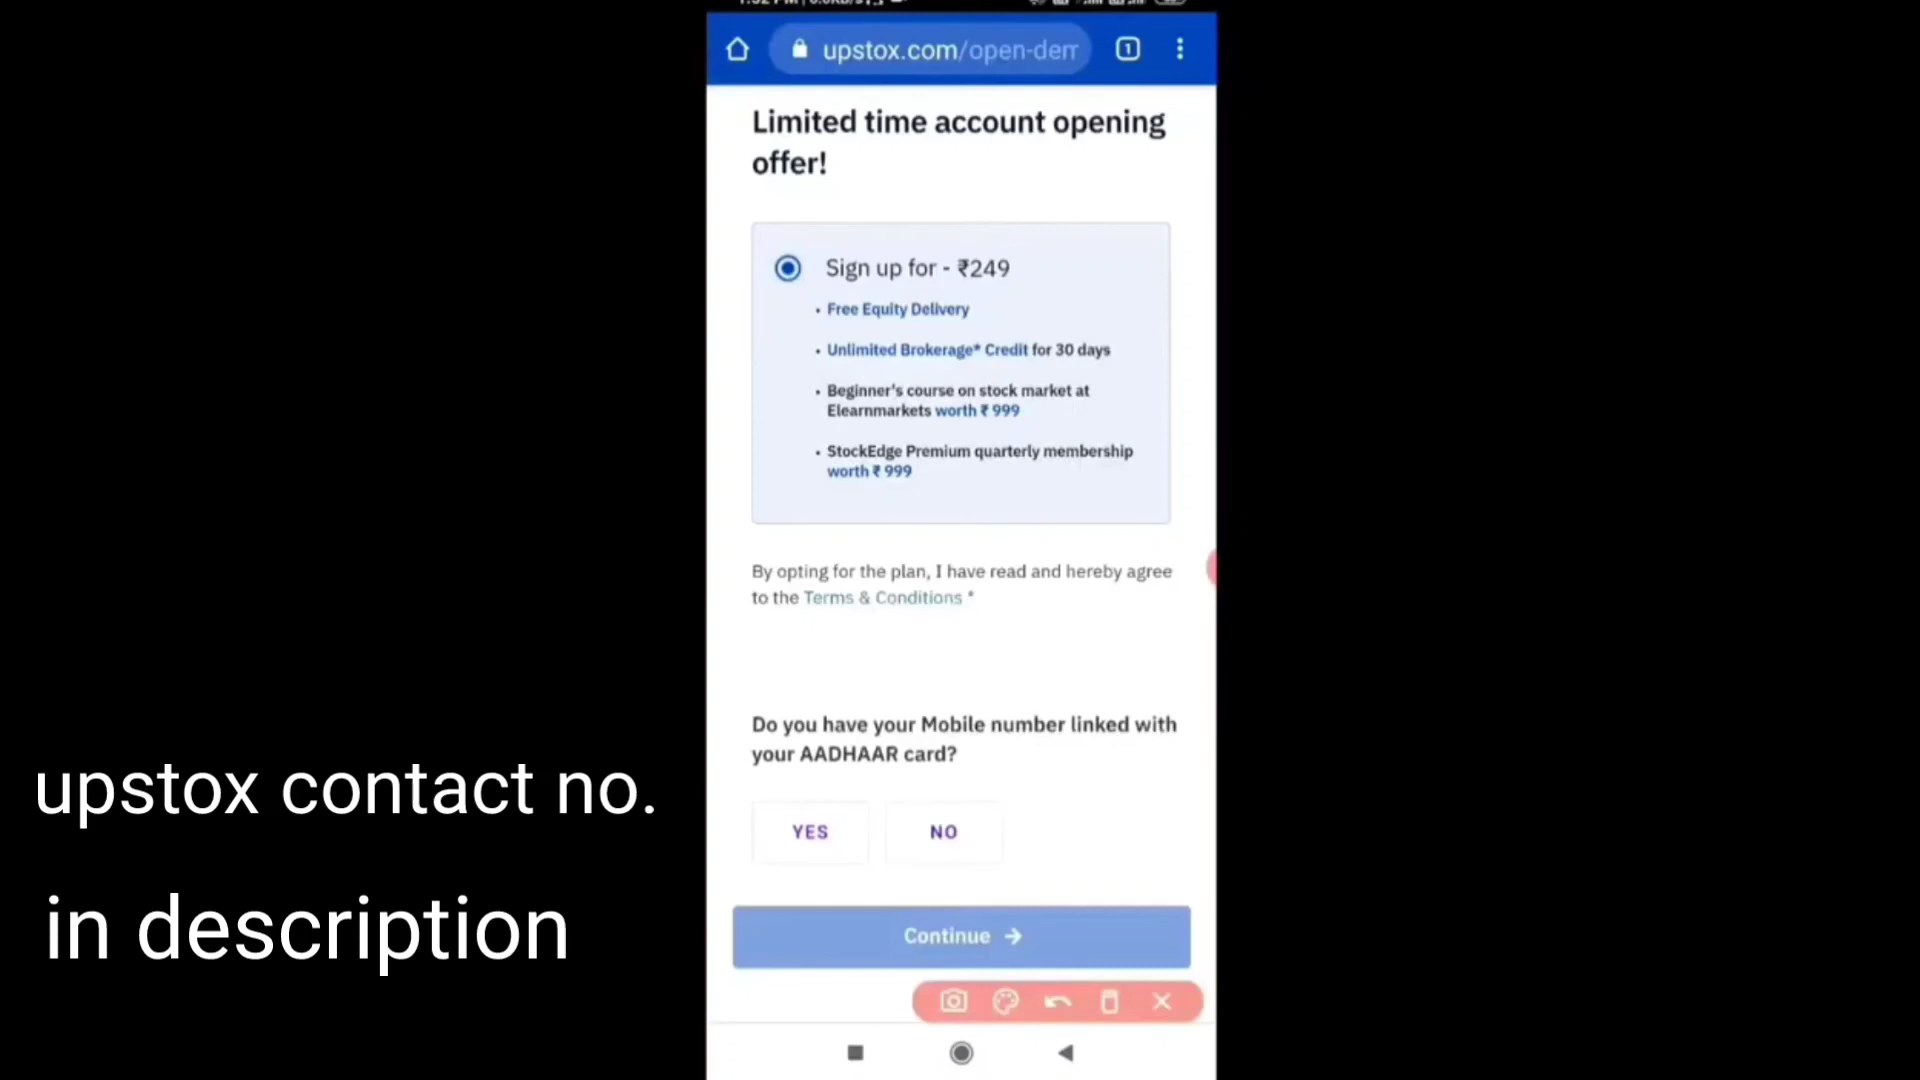 upstox.com/open-dem
1
Limited time account opening
offer!
Sign up for - ₹249
• Free Equity Delivery
• Unlimited Brokerage* Credit for 30 days
• Beginner's course on stock market at
Elearnmarkets worth ₹ 999
• StockEdge Premium quarterly membership
worth ₹ 999
By opting for the plan, I have read and hereby agree
to the Terms & Conditions *
Do you have your Mobile number linked with
your AADHAAR card?
YES NO
Continue →
upstox contact no.
in description